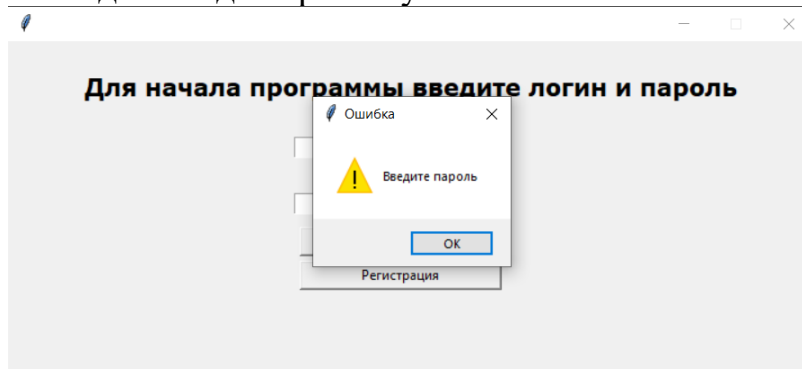 Для начала программы введите логин и пароль
Ошибка
Введите пароль
OK
Регистрация